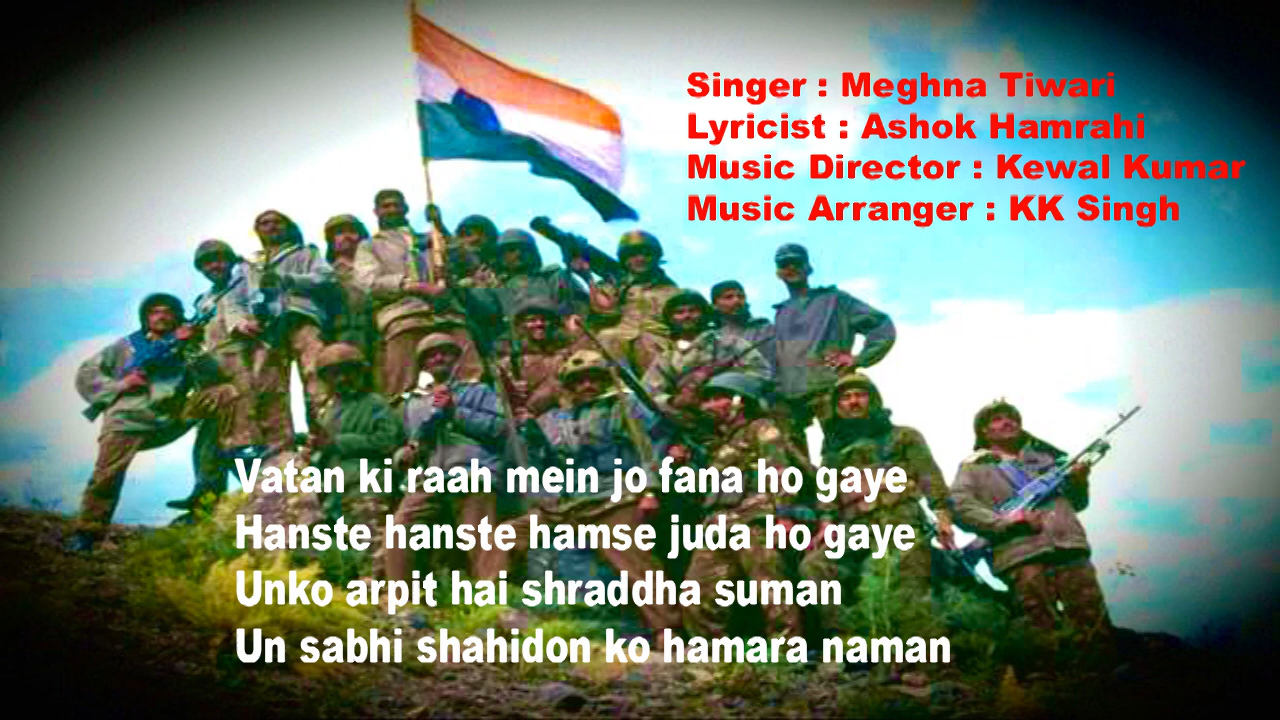 Singer : Meghna Tiwari
Lyricist : Ashok Hamrahi
Music Director : Kewal Kumar
Music Arranger : KK Singh
Vatan ki raah mein jo fana ho gaye
Hanste hanste hamse juda ho gaye
Unko arpit hai shraddha suman
Un sabhi shahidon ko hamara naman